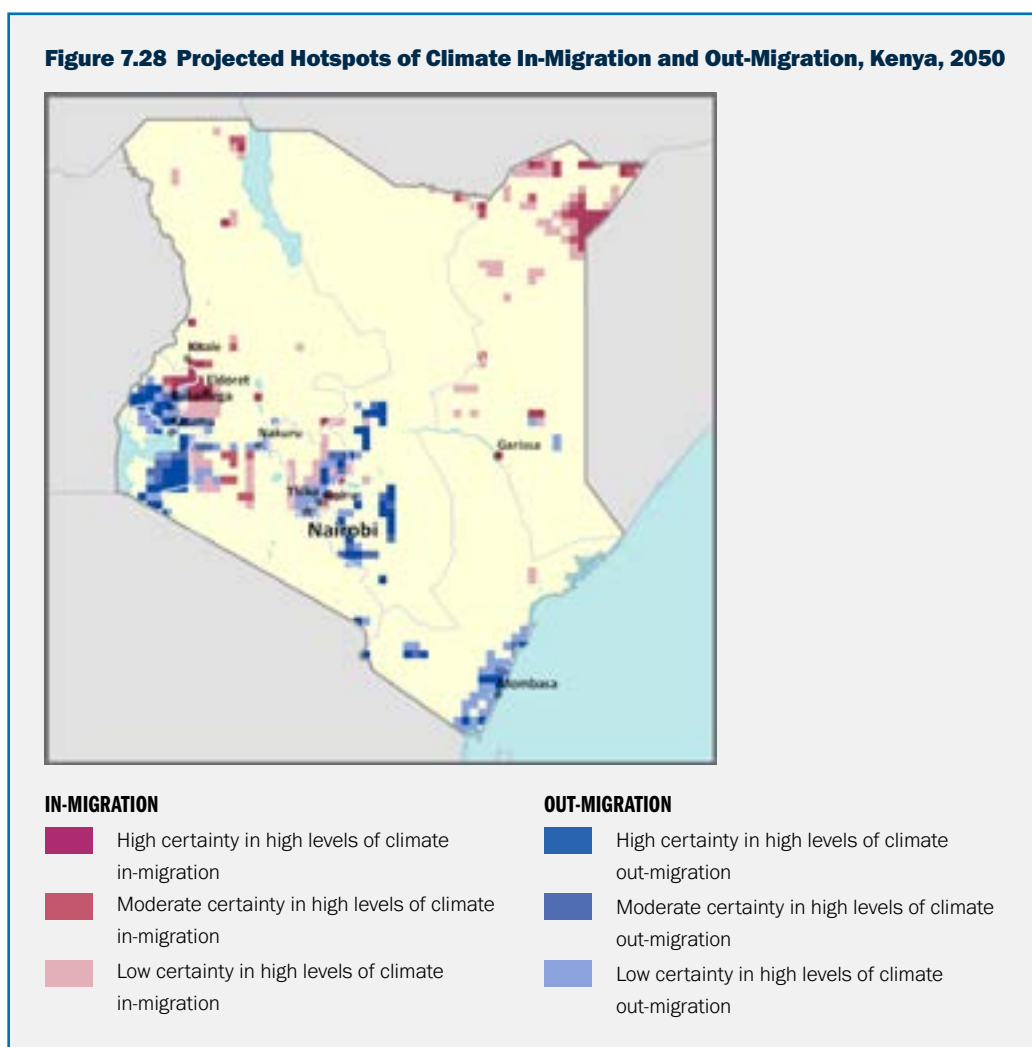 Figure 7.28 Projected Hotspots of Climate In-Migration and Out-Migration, Kenya, 2050
Kitale
Eldoret
Kisumu
Nakuru
Garissa
Thika
Nairobi
Mombasa
IN-MIGRATION
High certainty in high levels of climate
in-migration
Moderate certainty in high levels of climate
in-migration
Low certainty in high levels of climate
in-migration
OUT-MIGRATION
High certainty in high levels of climate
out-migration
Moderate certainty in high levels of climate
out-migration
Low certainty in high levels of climate
out-migration